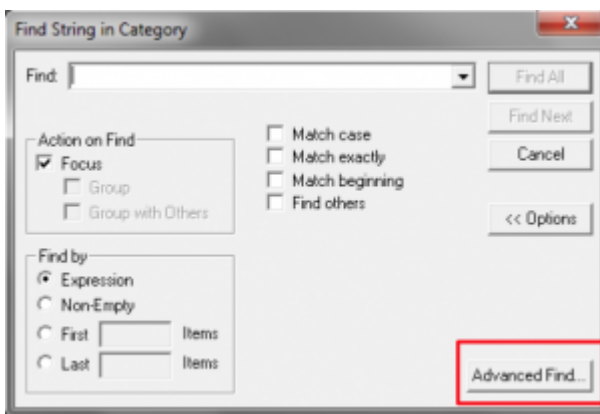 Find String in Category
Find:
Find All
Find Next
Cancel
<< Options
Action on Find
Focus
Group
Group with Others
Match case
Match exactly
Match beginning
Find others
Find by
Expression
Non-Empty
First Items
Last Items
Advanced Find...